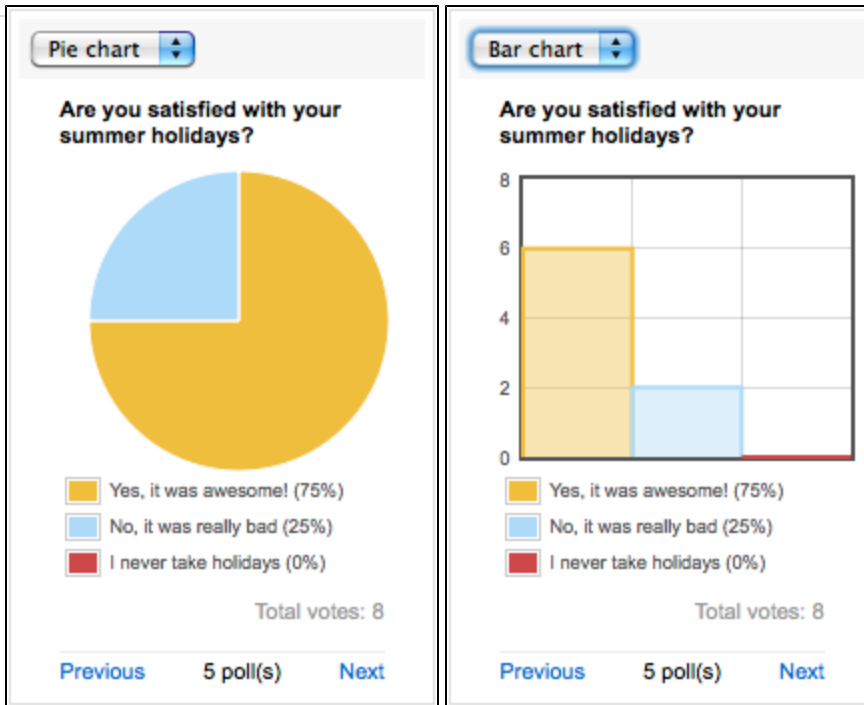 Pie chart
Are you satisfied with your
summer holidays?
Yes, it was awesome! (75%)
No, it was really bad (25%)
I never take holidays (0%)
Total votes: 8
Previous 5 poll(s) Next
Bar chart
Are you satisfied with your
summer holidays?
8
6
4
2
0
Yes, it was awesome! (75%)
No, it was really bad (25%)
I never take holidays (0%)
Total votes: 8
Previous 5 poll(s) Next